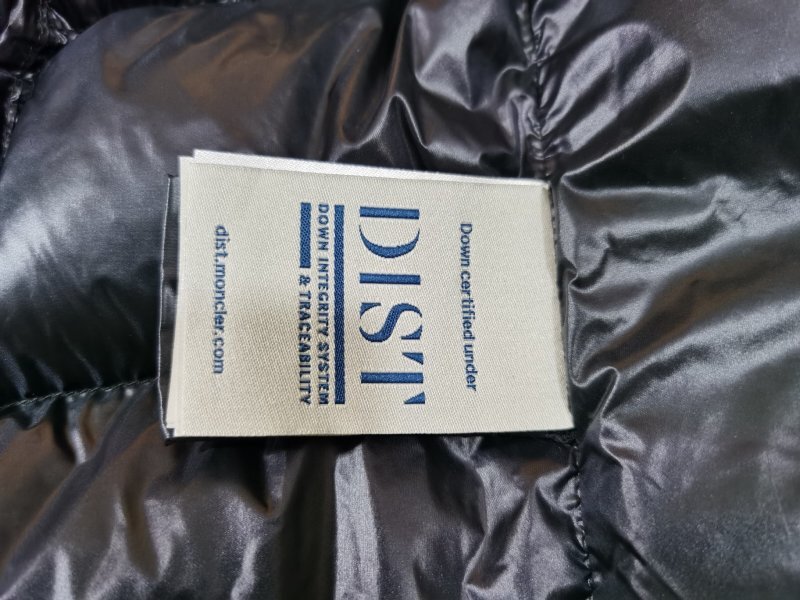 Down certified under
DIST
DOWN INTEGRITY SYSTEM
& TRACEABILITY
dist.moncler.com